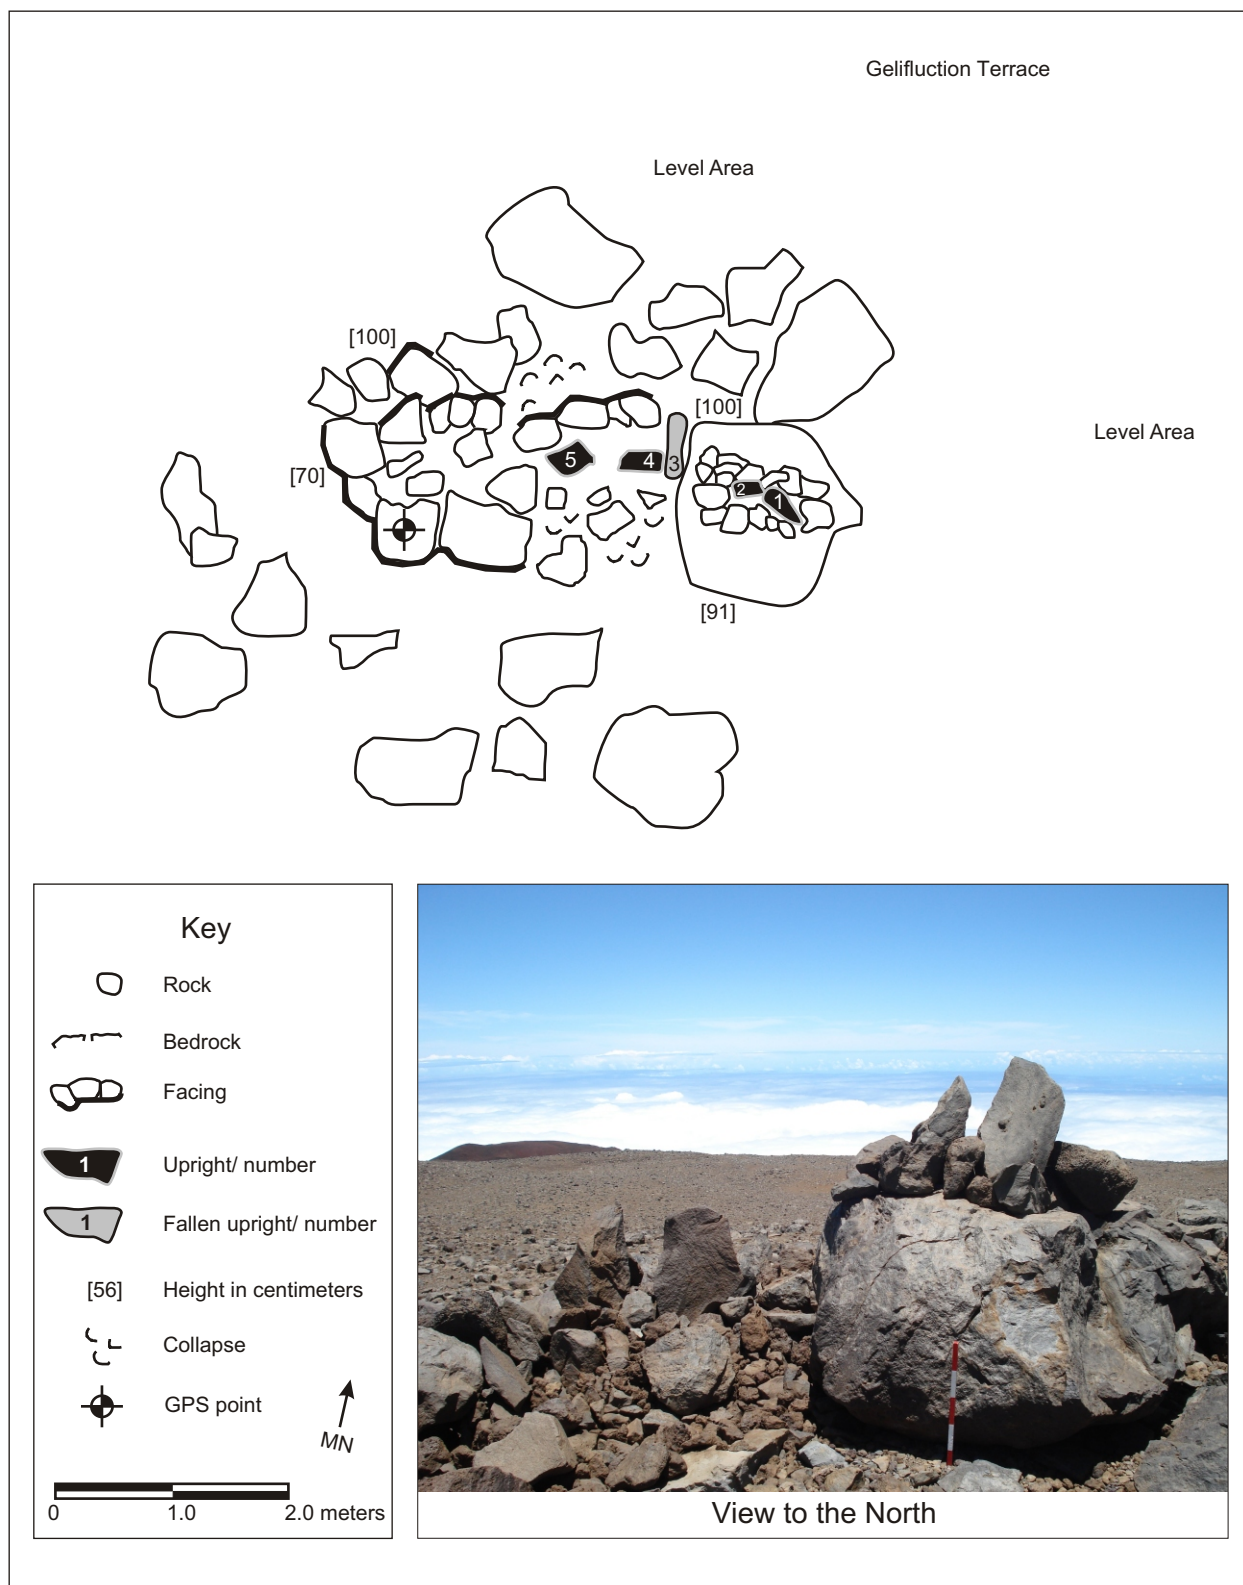 Gelifluction Terrace
Level Area
[100]
[100]
Level Area
5
4
3
2
1
[70]
[91]
Key
Rock
Bedrock
Facing
1 Upright/ number
1 Fallen upright/ number
[56] Height in centimeters
Collapse
GPS point
MN
0 1.0 2.0 meters
View to the North